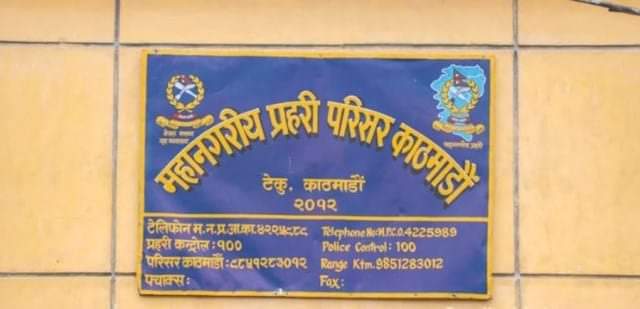 महानगरीय प्रहरी परिसर काठमाडौं
टेकु, काठमाडौं
२०१२
टेलिफोन म.न.प्र.आ.का.४२२५९८९
प्रहरी कन्ट्रोल : १००
परिसर काठमाडौं : ९८५१२८३०१२
फ्याक्स :
Telephone No:M.P.C.O.4225989
Police Control : 100
Range Ktm.9851283012
Fax :